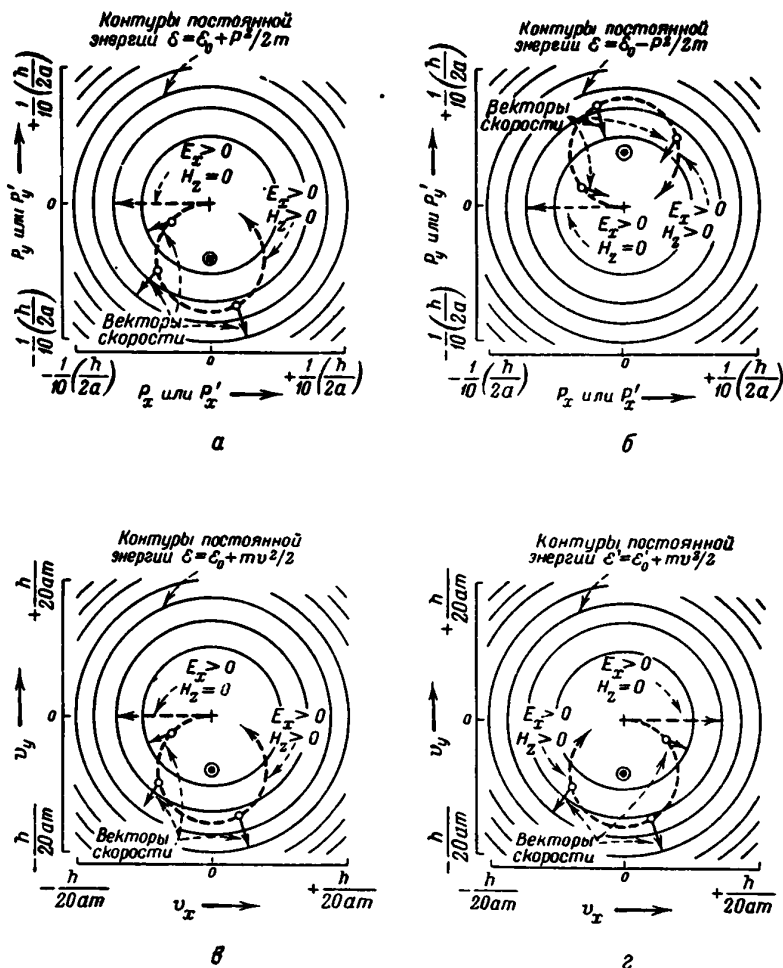 Контуры постоянной
энергии ℰ=ℰ₀+P²/2m
P_y или P'_y ⟶
+1/10(h/2a)
0
−1/10(h/2a)
E_x>0
H_z=0
E_x>0
H_z>0
Векторы
скорости
0
−1/10(h/2a)
+1/10(h/2a)
P_x или P'_x ⟶
а
Контуры постоянной
энергии ℰ=ℰ₀−P²/2m
P_y или P'_y ⟶
+1/10(h/2a)
0
−1/10(h/2a)
Векторы
скорости
E_x>0
H_z=0
E_x>0
H_z>0
0
−1/10(h/2a)
+1/10(h/2a)
P_x или P'_x ⟶
б
Контуры постоянной
энергии ℰ=ℰ₀+mv²/2
v_y ⟶
+h/20am
0
−h/20am
E_x>0
H_z=0
E_x>0
H_z>0
Векторы
скорости
0
−h/20am
+h/20am
v_x ⟶
в
Контуры постоянной
энергии ℰ'=ℰ'₀+mv²/2
v_y ⟶
+h/20am
0
−h/20am
E_x>0
H_z=0
E_x>0
H_z>0
Векторы
скорости
0
−h/20am
+h/20am
v_x ⟶
г